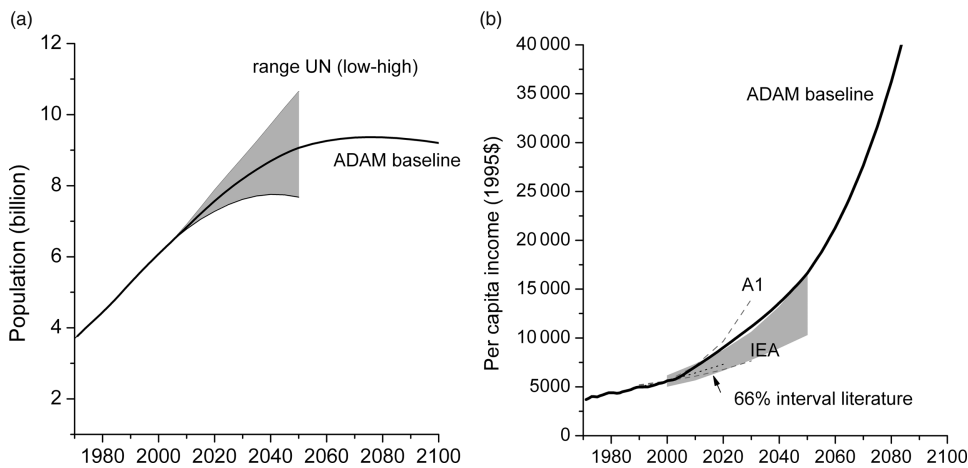 (a)
12
10
8
6
4
2
Population (billion)
range UN (low-high)
ADAM baseline
1980 2000 2020 2040 2060 2080 2100
(b)
40 000
35 000
30 000
25 000
20 000
15 000
10 000
5000
0
Per capita income (1995$)
ADAM baseline
A1
IEA
66% interval literature
1980 2000 2020 2040 2060 2080 2100